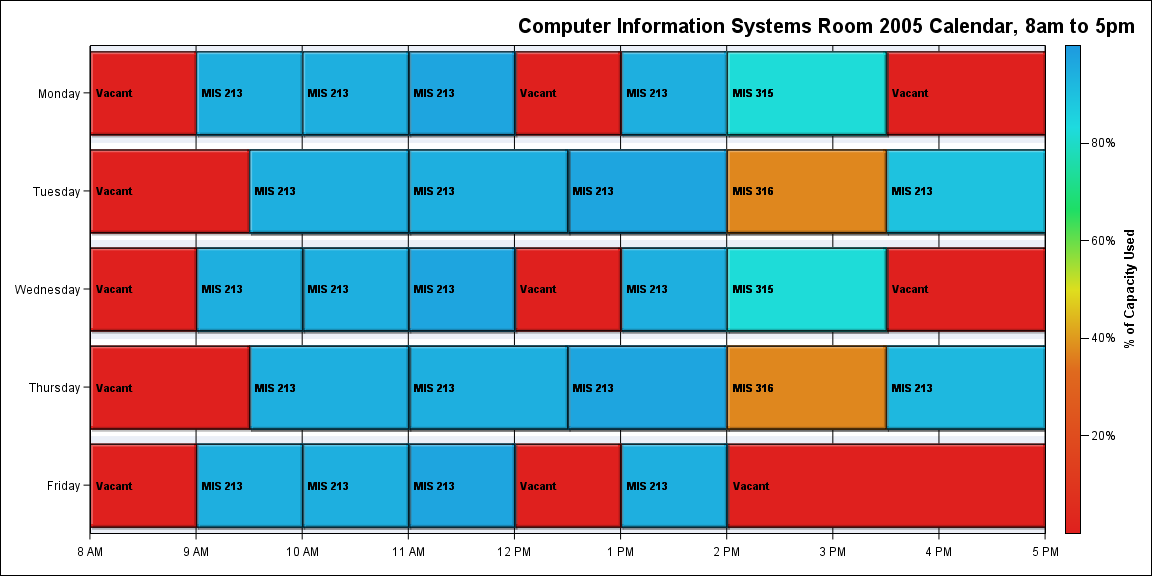 Computer Information Systems Room 2005 Calendar, 8am to 5pm
Monday Vacant MIS 213 MIS 213 MIS 213 Vacant MIS 213 MIS 315 Vacant
80%
Tuesday Vacant MIS 213 MIS 213 MIS 213 MIS 316 MIS 213
60%
Wednesday Vacant MIS 213 MIS 213 MIS 213 Vacant MIS 213 MIS 315 Vacant
% of Capacity Used
40%
Thursday Vacant MIS 213 MIS 213 MIS 213 MIS 316 MIS 213
20%
Friday Vacant MIS 213 MIS 213 MIS 213 Vacant MIS 213 Vacant
8 AM 9 AM 10 AM 11 AM 12 PM 1 PM 2 PM 3 PM 4 PM 5 PM